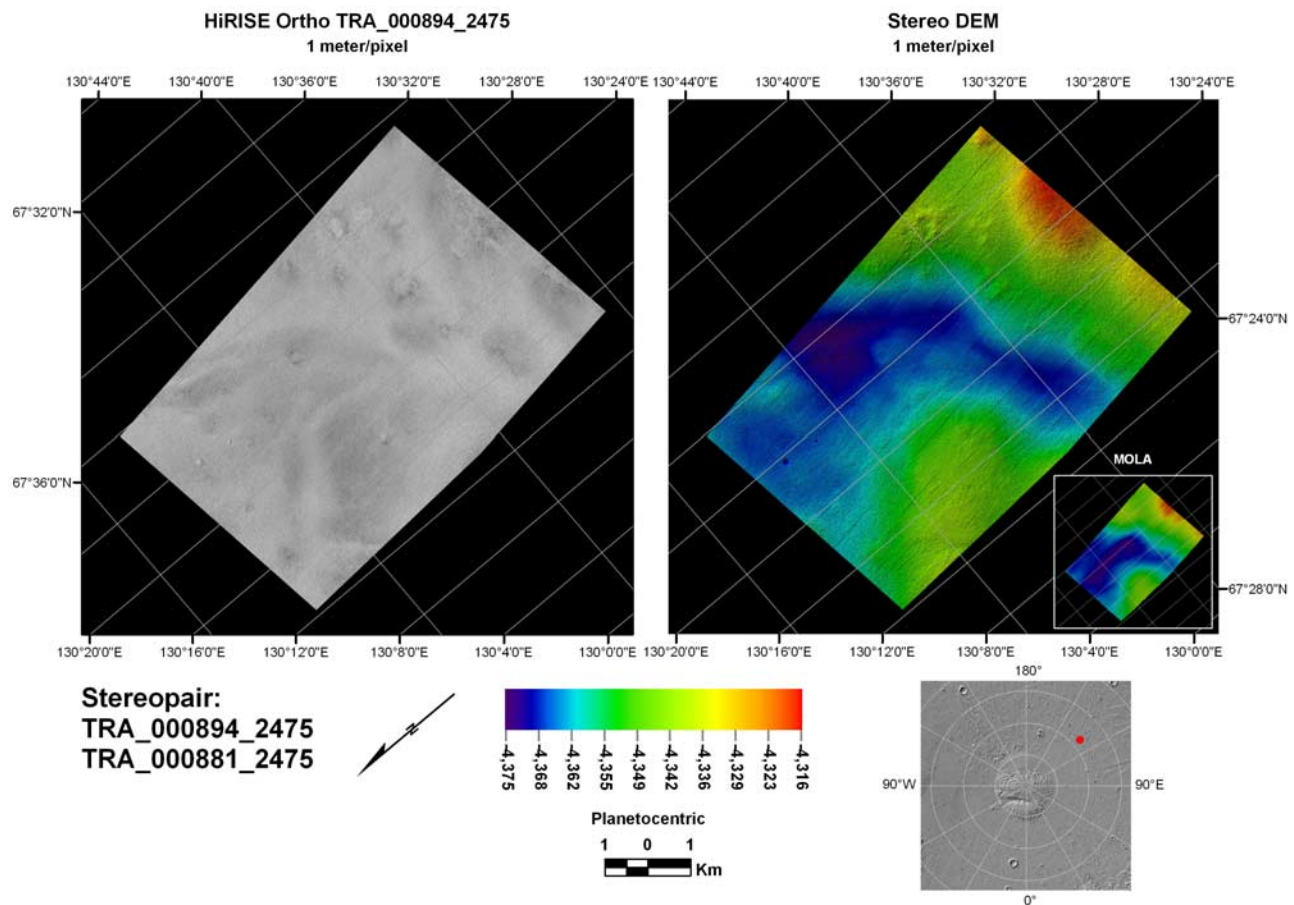 HiRISE Ortho TRA_000894_2475
1 meter/pixel
130°44'0"E 130°40'0"E 130°36'0"E 130°32'0"E 130°28'0"E 130°24'0"E
67°32'0"N
67°36'0"N
130°20'0"E 130°16'0"E 130°12'0"E 130°8'0"E 130°4'0"E 130°0'0"E
Stereo DEM
1 meter/pixel
130°44'0"E 130°40'0"E 130°36'0"E 130°32'0"E 130°28'0"E 130°24'0"E
67°24'0"N
67°28'0"N
MOLA
130°20'0"E 130°16'0"E 130°12'0"E 130°8'0"E 130°4'0"E 130°0'0"E
Stereopair:
TRA_000894_2475
TRA_000881_2475
N
-4,375 -4,368 -4,362 -4,355 -4,349 -4,342 -4,336 -4,329 -4,323 -4,316
Planetocentric
1 0 1
Km
180°
90°W 90°E
0°